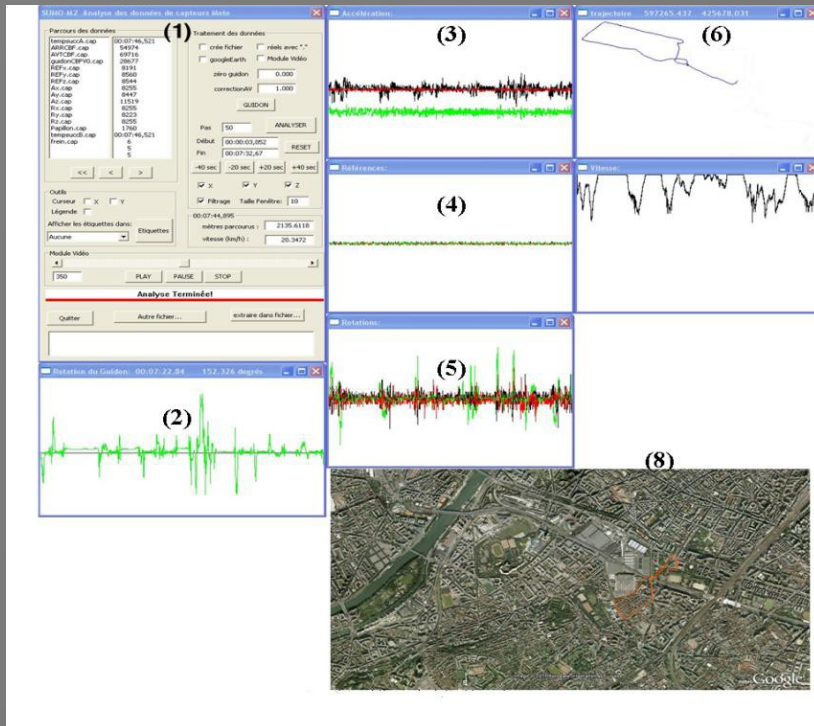 SUMO-M2 Analyse des données de capteurs Moto
(1)
Parcours des données
tempsuccA.cap 00:07:46,521
ARRCBF.cap 54974
AVTCBF.cap 69716
guidonCBFV0.cap 28677
REFx.cap 8191
REFy.cap 8560
REFz.cap 8544
Ax.cap 8255
Ay.cap 8447
Az.cap 11519
Rx.cap 8255
Ry.cap 8223
Rz.cap 8255
Papillon.cap 1760
tempsuccB.cap 00:07:46,521
frein.cap 6
5
5
<< < >
Traitement des données
crée fichier réels avec "."
googleEarth Module Vidéo
zéro guidon 0.000
correctionAV 1.000
GUIDON
Pas 50 ANALYSER
Début 00:00:03,052
Fin 00:07:32,67
RESET
-40 sec -20 sec +20 sec +40 sec
X Y Z
Filtrage Taille Fenêtre: 10
Outils
Curseur X Y
Légende
Afficher les étiquettes dans:
Aucune Etiquettes
00:07:44,895
mètres parcourus : 2135.6118
vitesse (km/h) : 20.3472
Module Vidéo
350 PLAY PAUSE STOP
Analyse Terminée!
Quitter Autre fichier... extraire dans fichier...
Rotation du Guidon: 00:07:22,84 152.326 degrés
(2)
Accélération:
(3)
Références:
(4)
Rotations:
(5)
trajectoire 597265.437 425678.031
(6)
Vitesse:
(8)
Google